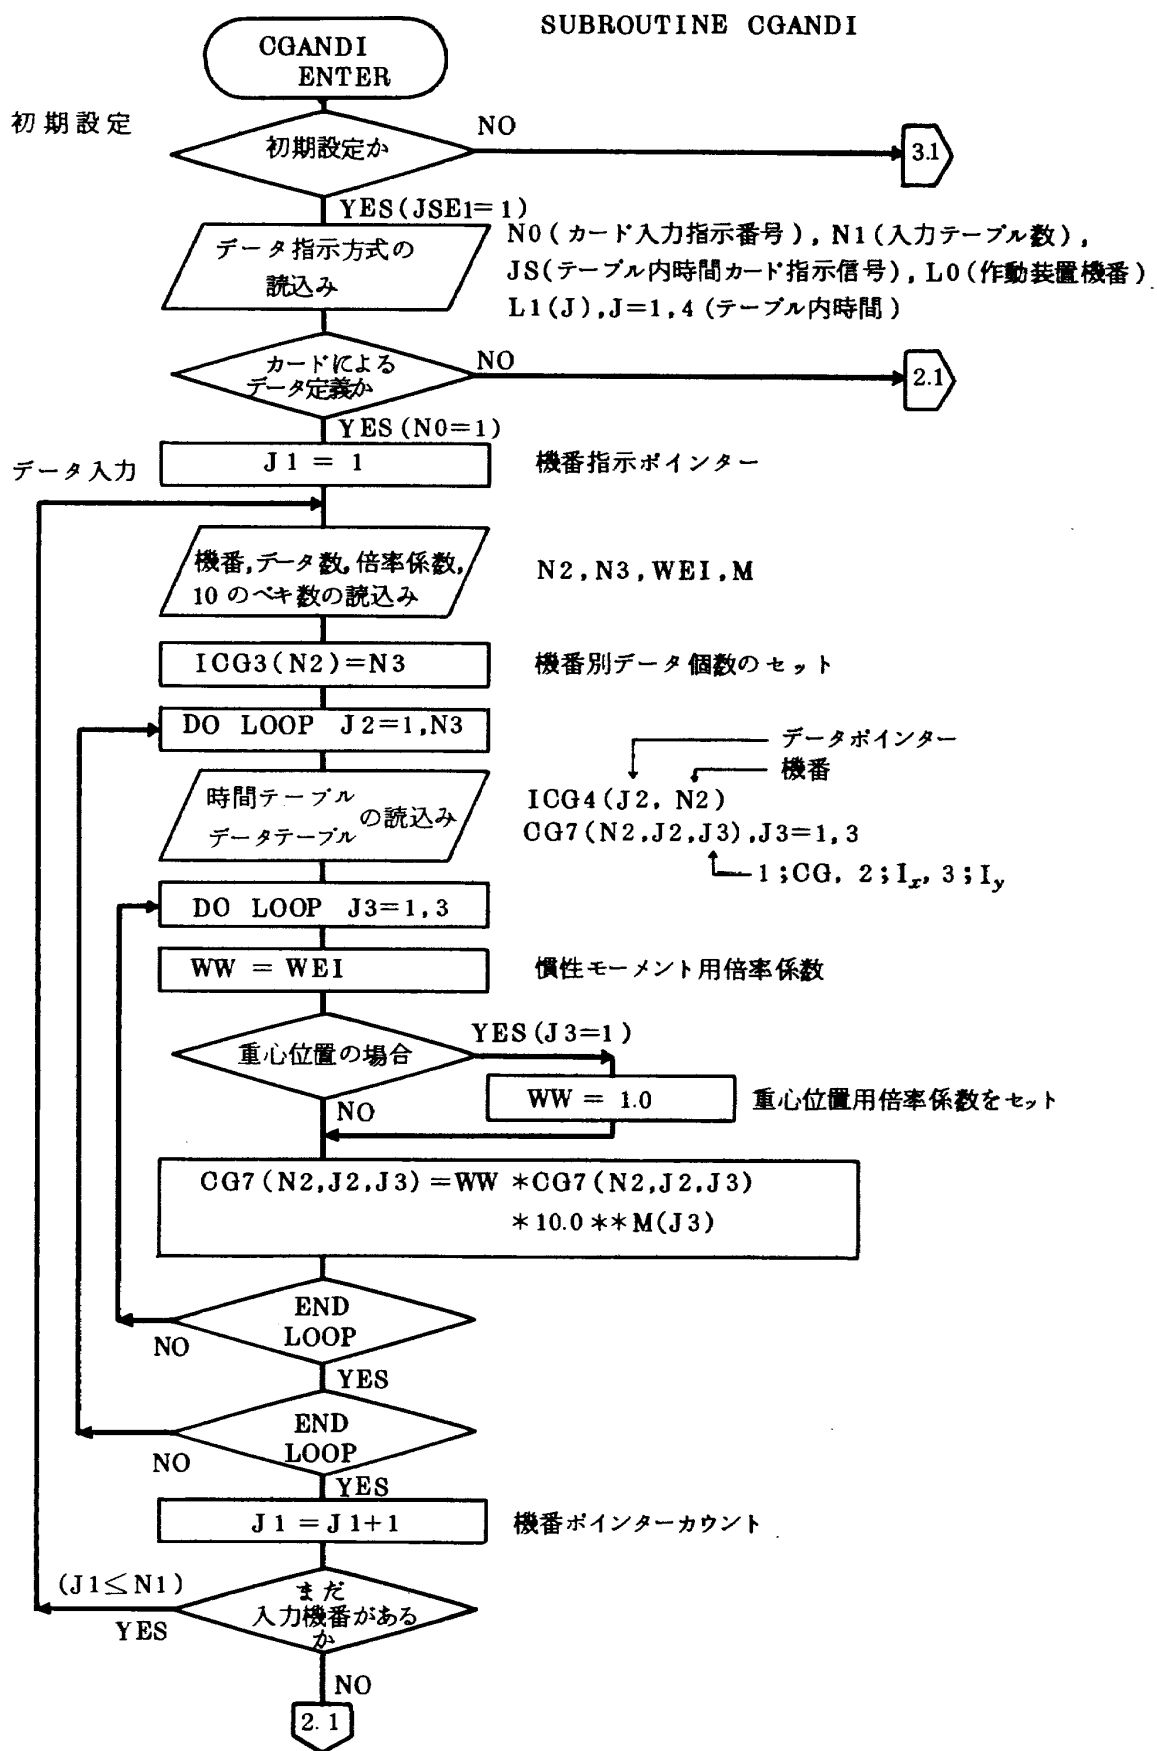 SUBROUTINE CGANDI
CGANDI
ENTER
初期設定
初期設定か
NO
3.1
YES(JSE1=1)
データ指示方式の
読込み
N0(カード入力指示番号), N1(入力テーブル数),
JS(テーブル内時間カード指示信号), L0(作動装置機番)
L1(J), J=1,4 (テーブル内時間)
カードによる
データ定義か
NO
2.1
YES(N0=1)
データ入力
J1 = 1
機番指示ポインター
機番,データ数,倍率係数,
10のベキ数の読込み
N2, N3, WEI, M
ICG3(N2)=N3
機番別データ個数のセット
DO LOOP J2=1,N3
データポインター
機番
時間テーブル
データテーブル
の読込み
ICG4(J2, N2)
CG7(N2,J2,J3),J3=1,3
1;CG, 2;Ix, 3;Iy
DO LOOP J3=1,3
WW = WEI
慣性モーメント用倍率係数
重心位置の場合
YES(J3=1)
WW = 1.0
重心位置用倍率係数をセット
NO
CG7(N2,J2,J3)=WW *CG7(N2,J2,J3)
*10.0**M(J3)
END
LOOP
NO
YES
END
LOOP
NO
YES
J1=J1+1
機番ポインターカウント
(J1≤N1)
YES
まだ
入力機番がある
か
NO
2.1